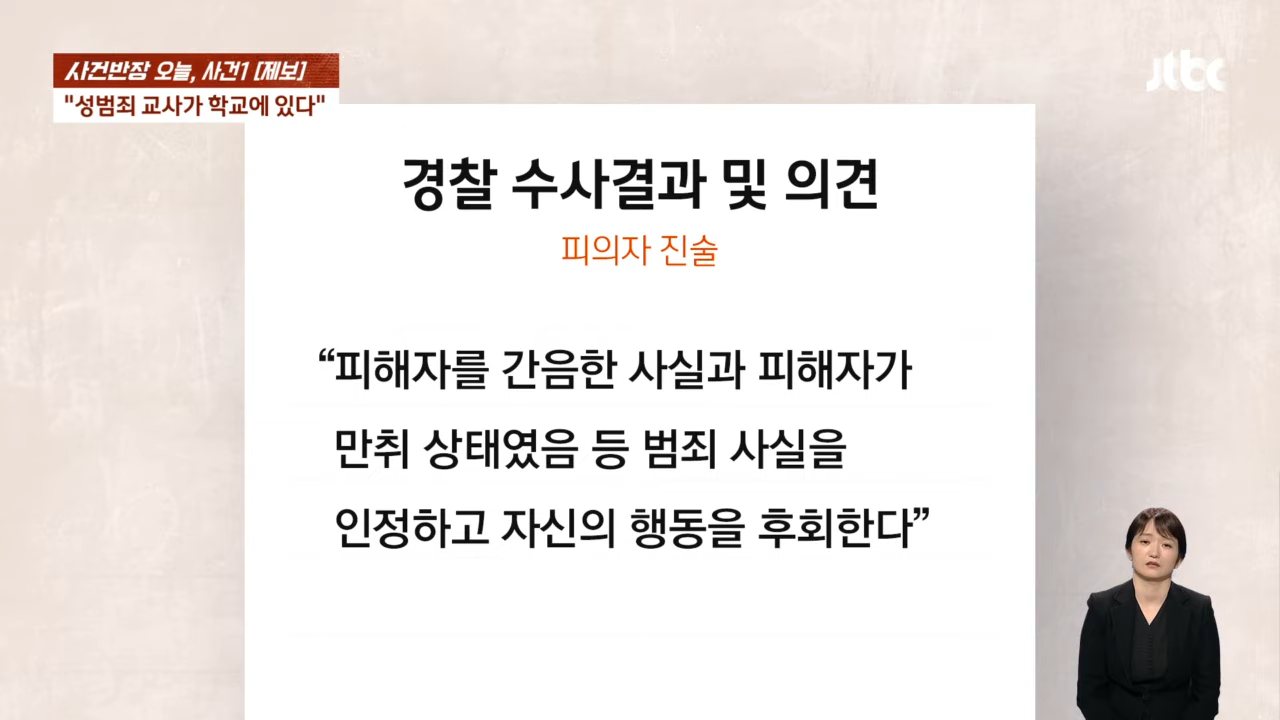 사건반장 오늘, 사건1 [제보]
"성범죄 교사가 학교에 있다"
jtbc
경찰 수사결과 및 의견
피의자 진술
“피해자를 간음한 사실과 피해자가
만취 상태였음 등 범죄 사실을
인정하고 자신의 행동을 후회한다”